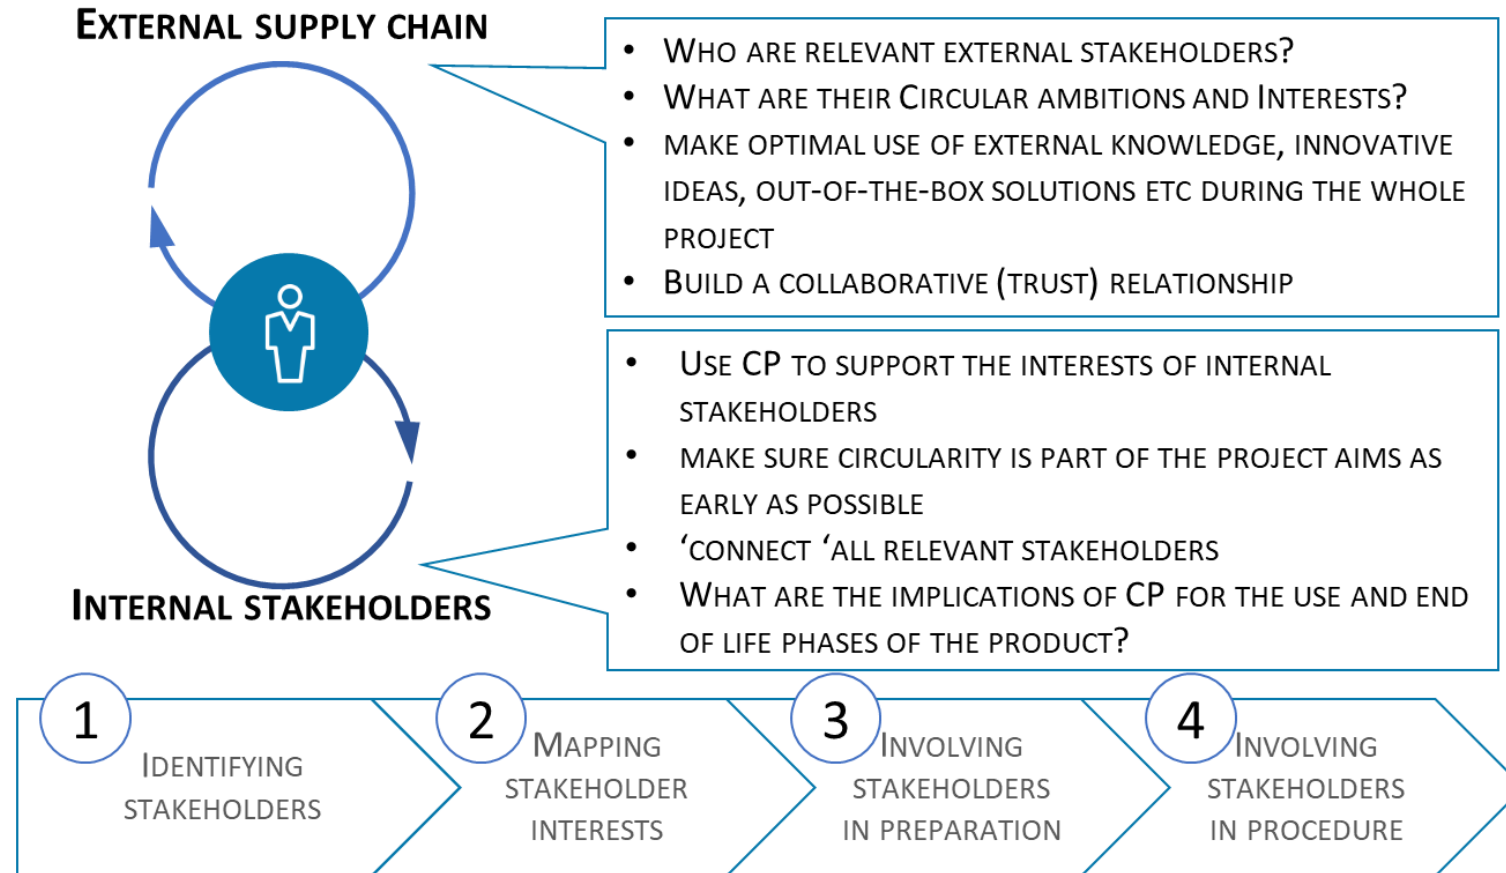 EXTERNAL SUPPLY CHAIN
• WHO ARE RELEVANT EXTERNAL STAKEHOLDERS?
• WHAT ARE THEIR CIRCULAR AMBITIONS AND INTERESTS?
• MAKE OPTIMAL USE OF EXTERNAL KNOWLEDGE, INNOVATIVE
IDEAS, OUT-OF-THE-BOX SOLUTIONS ETC DURING THE WHOLE
PROJECT
• BUILD A COLLABORATIVE (TRUST) RELATIONSHIP
• USE CP TO SUPPORT THE INTERESTS OF INTERNAL
STAKEHOLDERS
• MAKE SURE CIRCULARITY IS PART OF THE PROJECT AIMS AS
EARLY AS POSSIBLE
• ‘CONNECT ‘ALL RELEVANT STAKEHOLDERS
• WHAT ARE THE IMPLICATIONS OF CP FOR THE USE AND END
OF LIFE PHASES OF THE PRODUCT?
INTERNAL STAKEHOLDERS
1
IDENTIFYING
STAKEHOLDERS
2
MAPPING
STAKEHOLDER
INTERESTS
3
INVOLVING
STAKEHOLDERS
IN PREPARATION
4
INVOLVING
STAKEHOLDERS
IN PROCEDURE